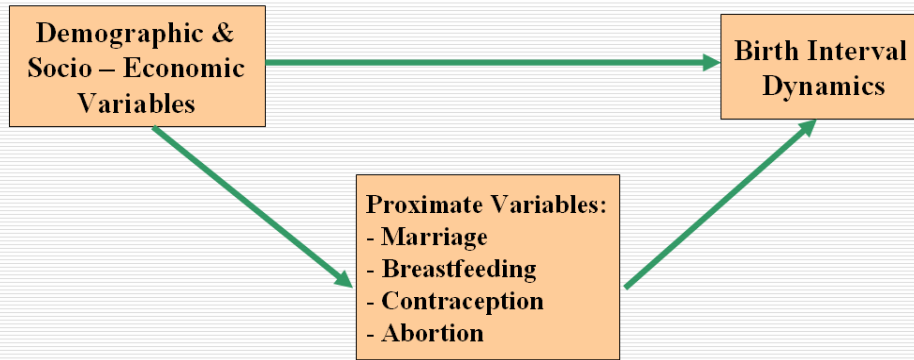 Demographic &
Socio – Economic
Variables
Birth Interval
Dynamics
Proximate Variables:
- Marriage
- Breastfeeding
- Contraception
- Abortion